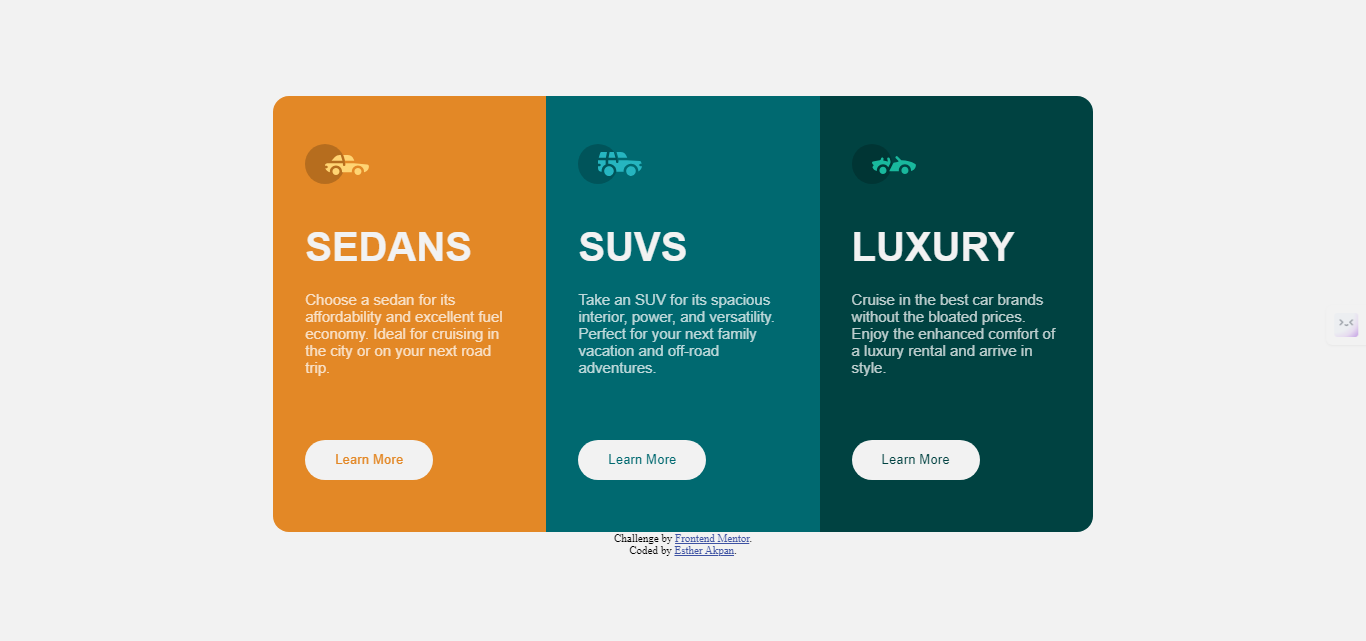 SEDANS
Choose a sedan for its
affordability and excellent fuel
economy. Ideal for cruising in
the city or on your next road
trip.
Learn More
SUVS
Take an SUV for its spacious
interior, power, and versatility.
Perfect for your next family
vacation and off-road
adventures.
Learn More
LUXURY
Cruise in the best car brands
without the bloated prices.
Enjoy the enhanced comfort of
a luxury rental and arrive in
style.
Learn More
Challenge by Frontend Mentor.
Coded by Esther Akpan.